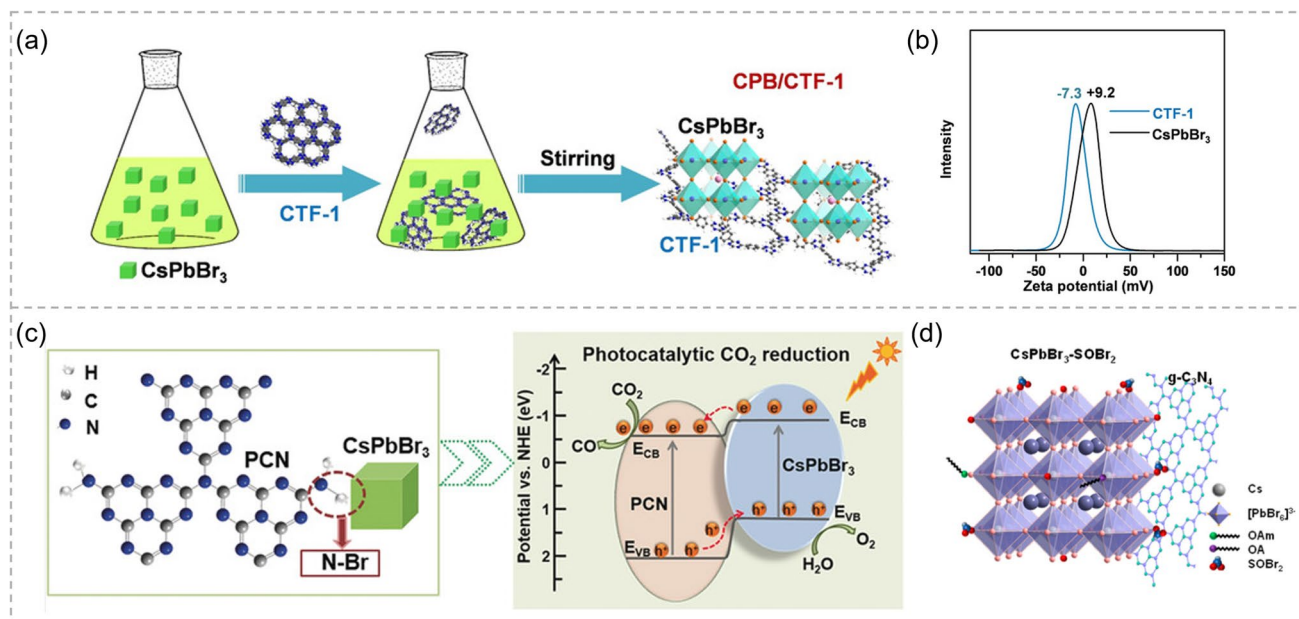 (a)
CPB/CTF-1
CsPbBr3
Stirring
CTF-1
CTF-1
CsPbBr3
(b)
-7.3 +9.2
CTF-1
CsPbBr3
Intensity
-100 -50 0 50 100 150
Zeta potential (mV)
(c)
H
C
N
PCN
CsPbBr3
N-Br
Photocatalytic CO2 reduction
Potential vs. NHE (eV)
-2
-1
0
1
2
CO2
CO
e e e e
e e e
ECB
ECB
CsPbBr3
PCN
h+ h+ h+
h+
EVB
EVB
h+ h+
O2
H2O
(d)
CsPbBr3-SOBr2
g-C3N4
Cs
[PbBr6]3-
OAm
OA
SOBr2